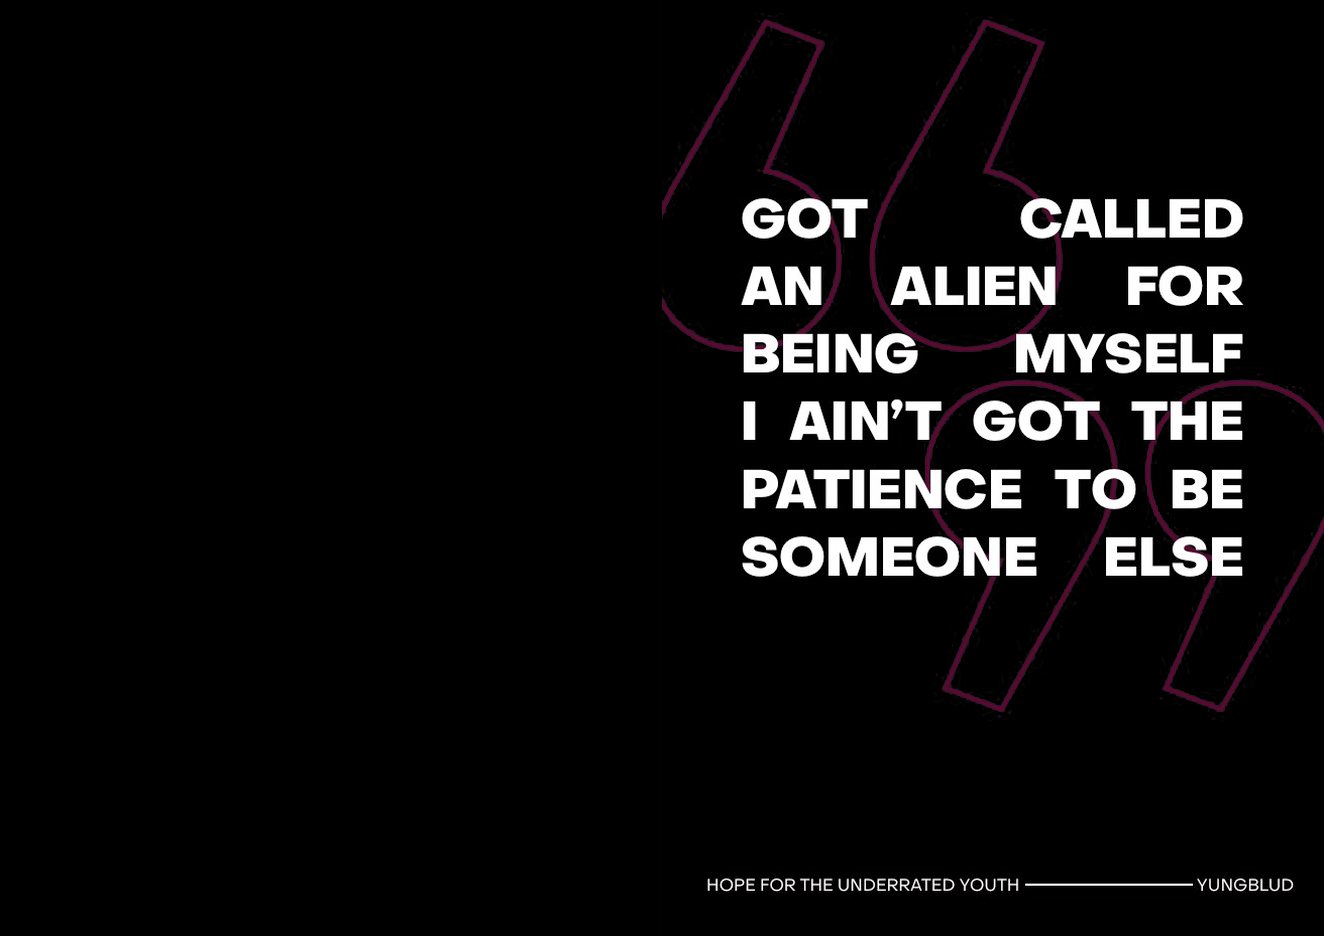 GOT CALLED
AN ALIEN FOR
BEING MYSELF
I AIN’T GOT THE
PATIENCE TO BE
SOMEONE ELSE
HOPE FOR THE UNDERRATED YOUTH YUNGBLUD